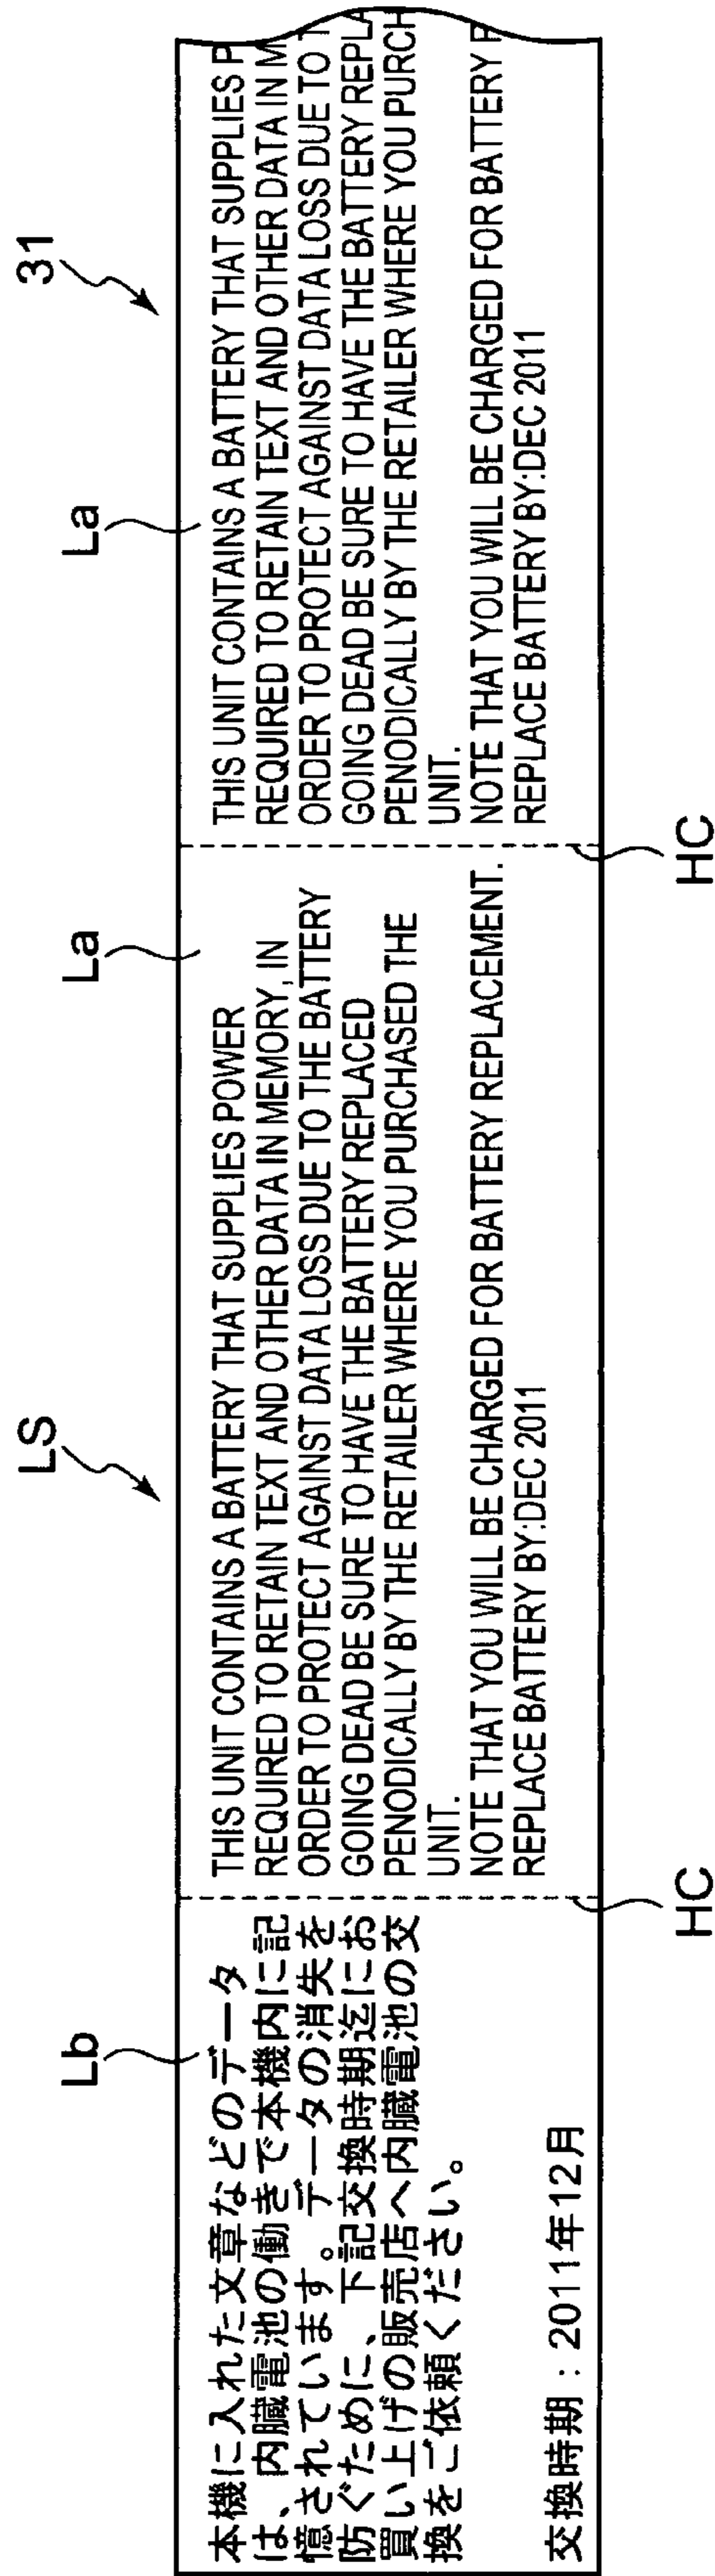 31
LS
La
La
Lb
本機に入れた文章などのデータ
は、内臓電池の働きで本機内に記
憶されています。データの消失を
防ぐために、下記交換時期迄にお
買い上げの販売店へ内臓電池の交
換をご依頼ください。
交換時期：2011年12月
THIS UNIT CONTAINS A BATTERY THAT SUPPLIES POWER
REQUIRED TO RETAIN TEXT AND OTHER DATA IN MEMORY, IN
ORDER TO PROTECT AGAINST DATA LOSS DUE TO THE BATTERY
GOING DEAD BE SURE TO HAVE THE BATTERY REPLACED
PENODICALLY BY THE RETAILER WHERE YOU PURCHASED THE
UNIT.
NOTE THAT YOU WILL BE CHARGED FOR BATTERY REPLACEMENT.
REPLACE BATTERY BY:DEC 2011
THIS UNIT CONTAINS A BATTERY THAT SUPPLIES P
REQUIRED TO RETAIN TEXT AND OTHER DATA IN M
ORDER TO PROTECT AGAINST DATA LOSS DUE TO T
GOING DEAD BE SURE TO HAVE THE BATTERY REPLA
PENODICALLY BY THE RETAILER WHERE YOU PURCH
UNIT.
NOTE THAT YOU WILL BE CHARGED FOR BATTERY R
REPLACE BATTERY BY:DEC 2011
HC
HC